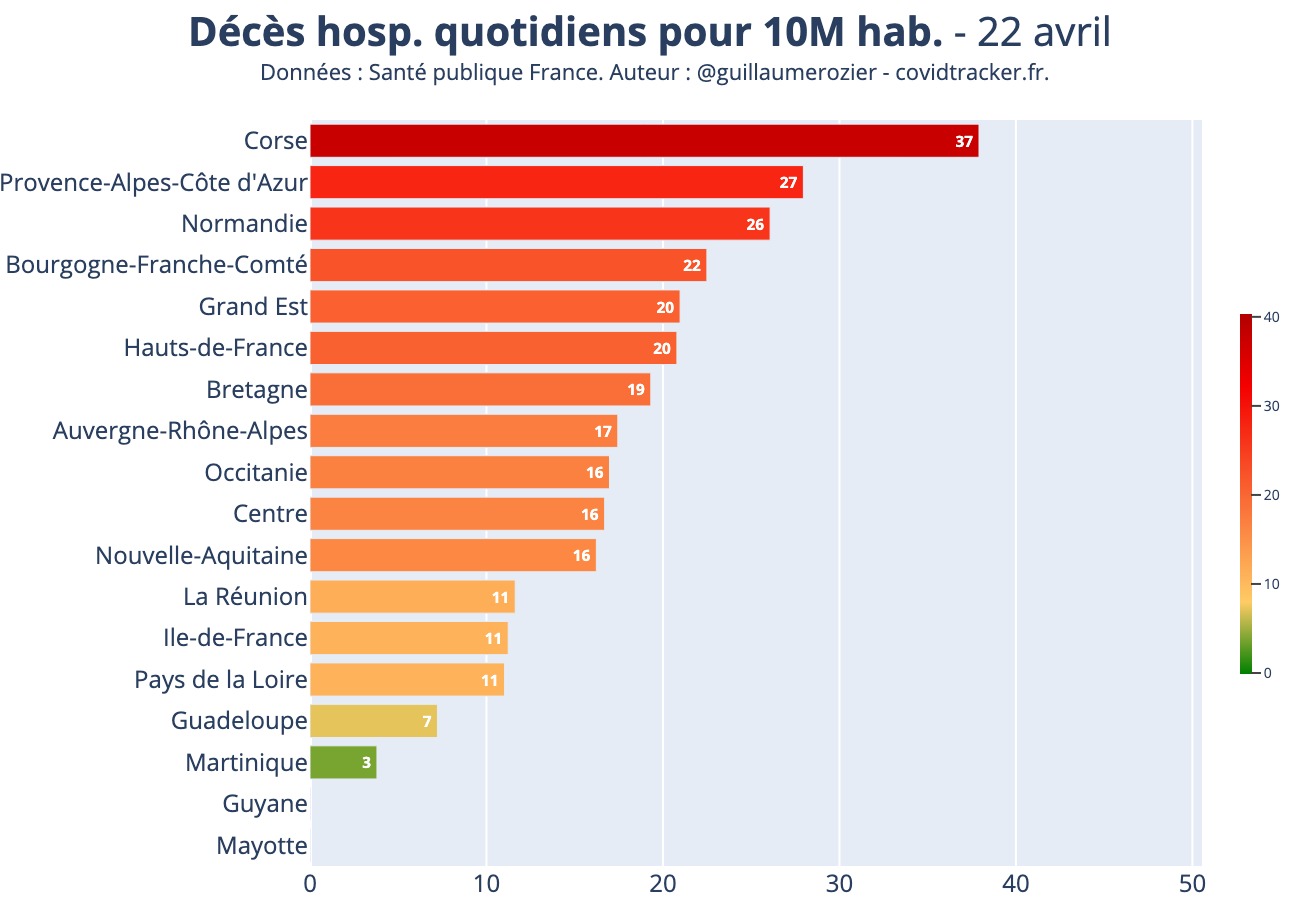 Décès hosp. quotidiens pour 10M hab. - 22 avril
Données : Santé publique France. Auteur : @guillaumerozier - covidtracker.fr.
Corse 37
Provence-Alpes-Côte d'Azur 27
Normandie 26
Bourgogne-Franche-Comté 22
Grand Est 20
Hauts-de-France 20
Bretagne 19
Auvergne-Rhône-Alpes 17
Occitanie 16
Centre 16
Nouvelle-Aquitaine 16
La Réunion 11
Ile-de-France 11
Pays de la Loire 11
Guadeloupe 7
Martinique 3
Guyane
Mayotte
0 10 20 30 40 50
40
30
20
10
0